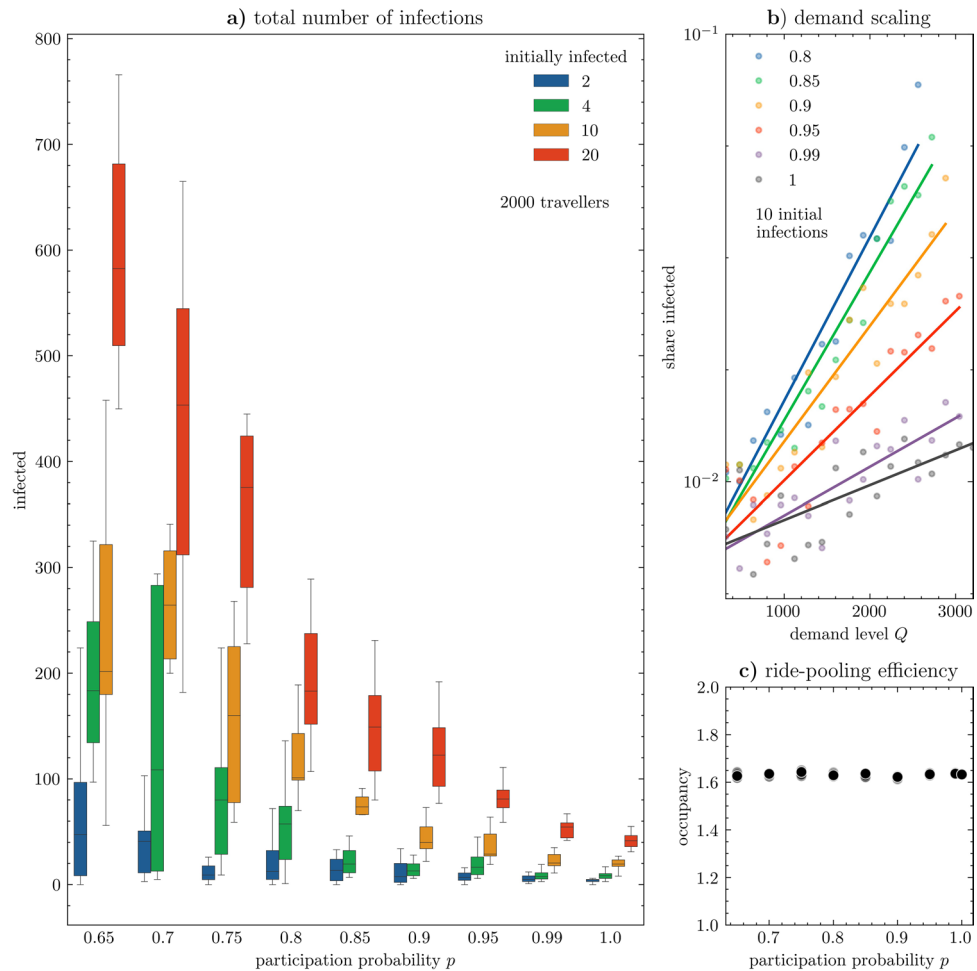 a) total number of infections
800
700
600
500
400
300
200
100
0
infected
initially infected
2
4
10
20
2000 travellers
0.65 0.7 0.75 0.8 0.85 0.9 0.95 0.99 1.0
participation probability p
b) demand scaling
10⁻¹
10⁻²
share infected
0.8
0.85
0.9
0.95
0.99
1
10 initial
infections
1000 2000 3000
demand level Q
c) ride-pooling efficiency
2.0
1.8
1.6
1.4
1.2
1.0
occupancy
0.7 0.8 0.9 1.0
participation probability p